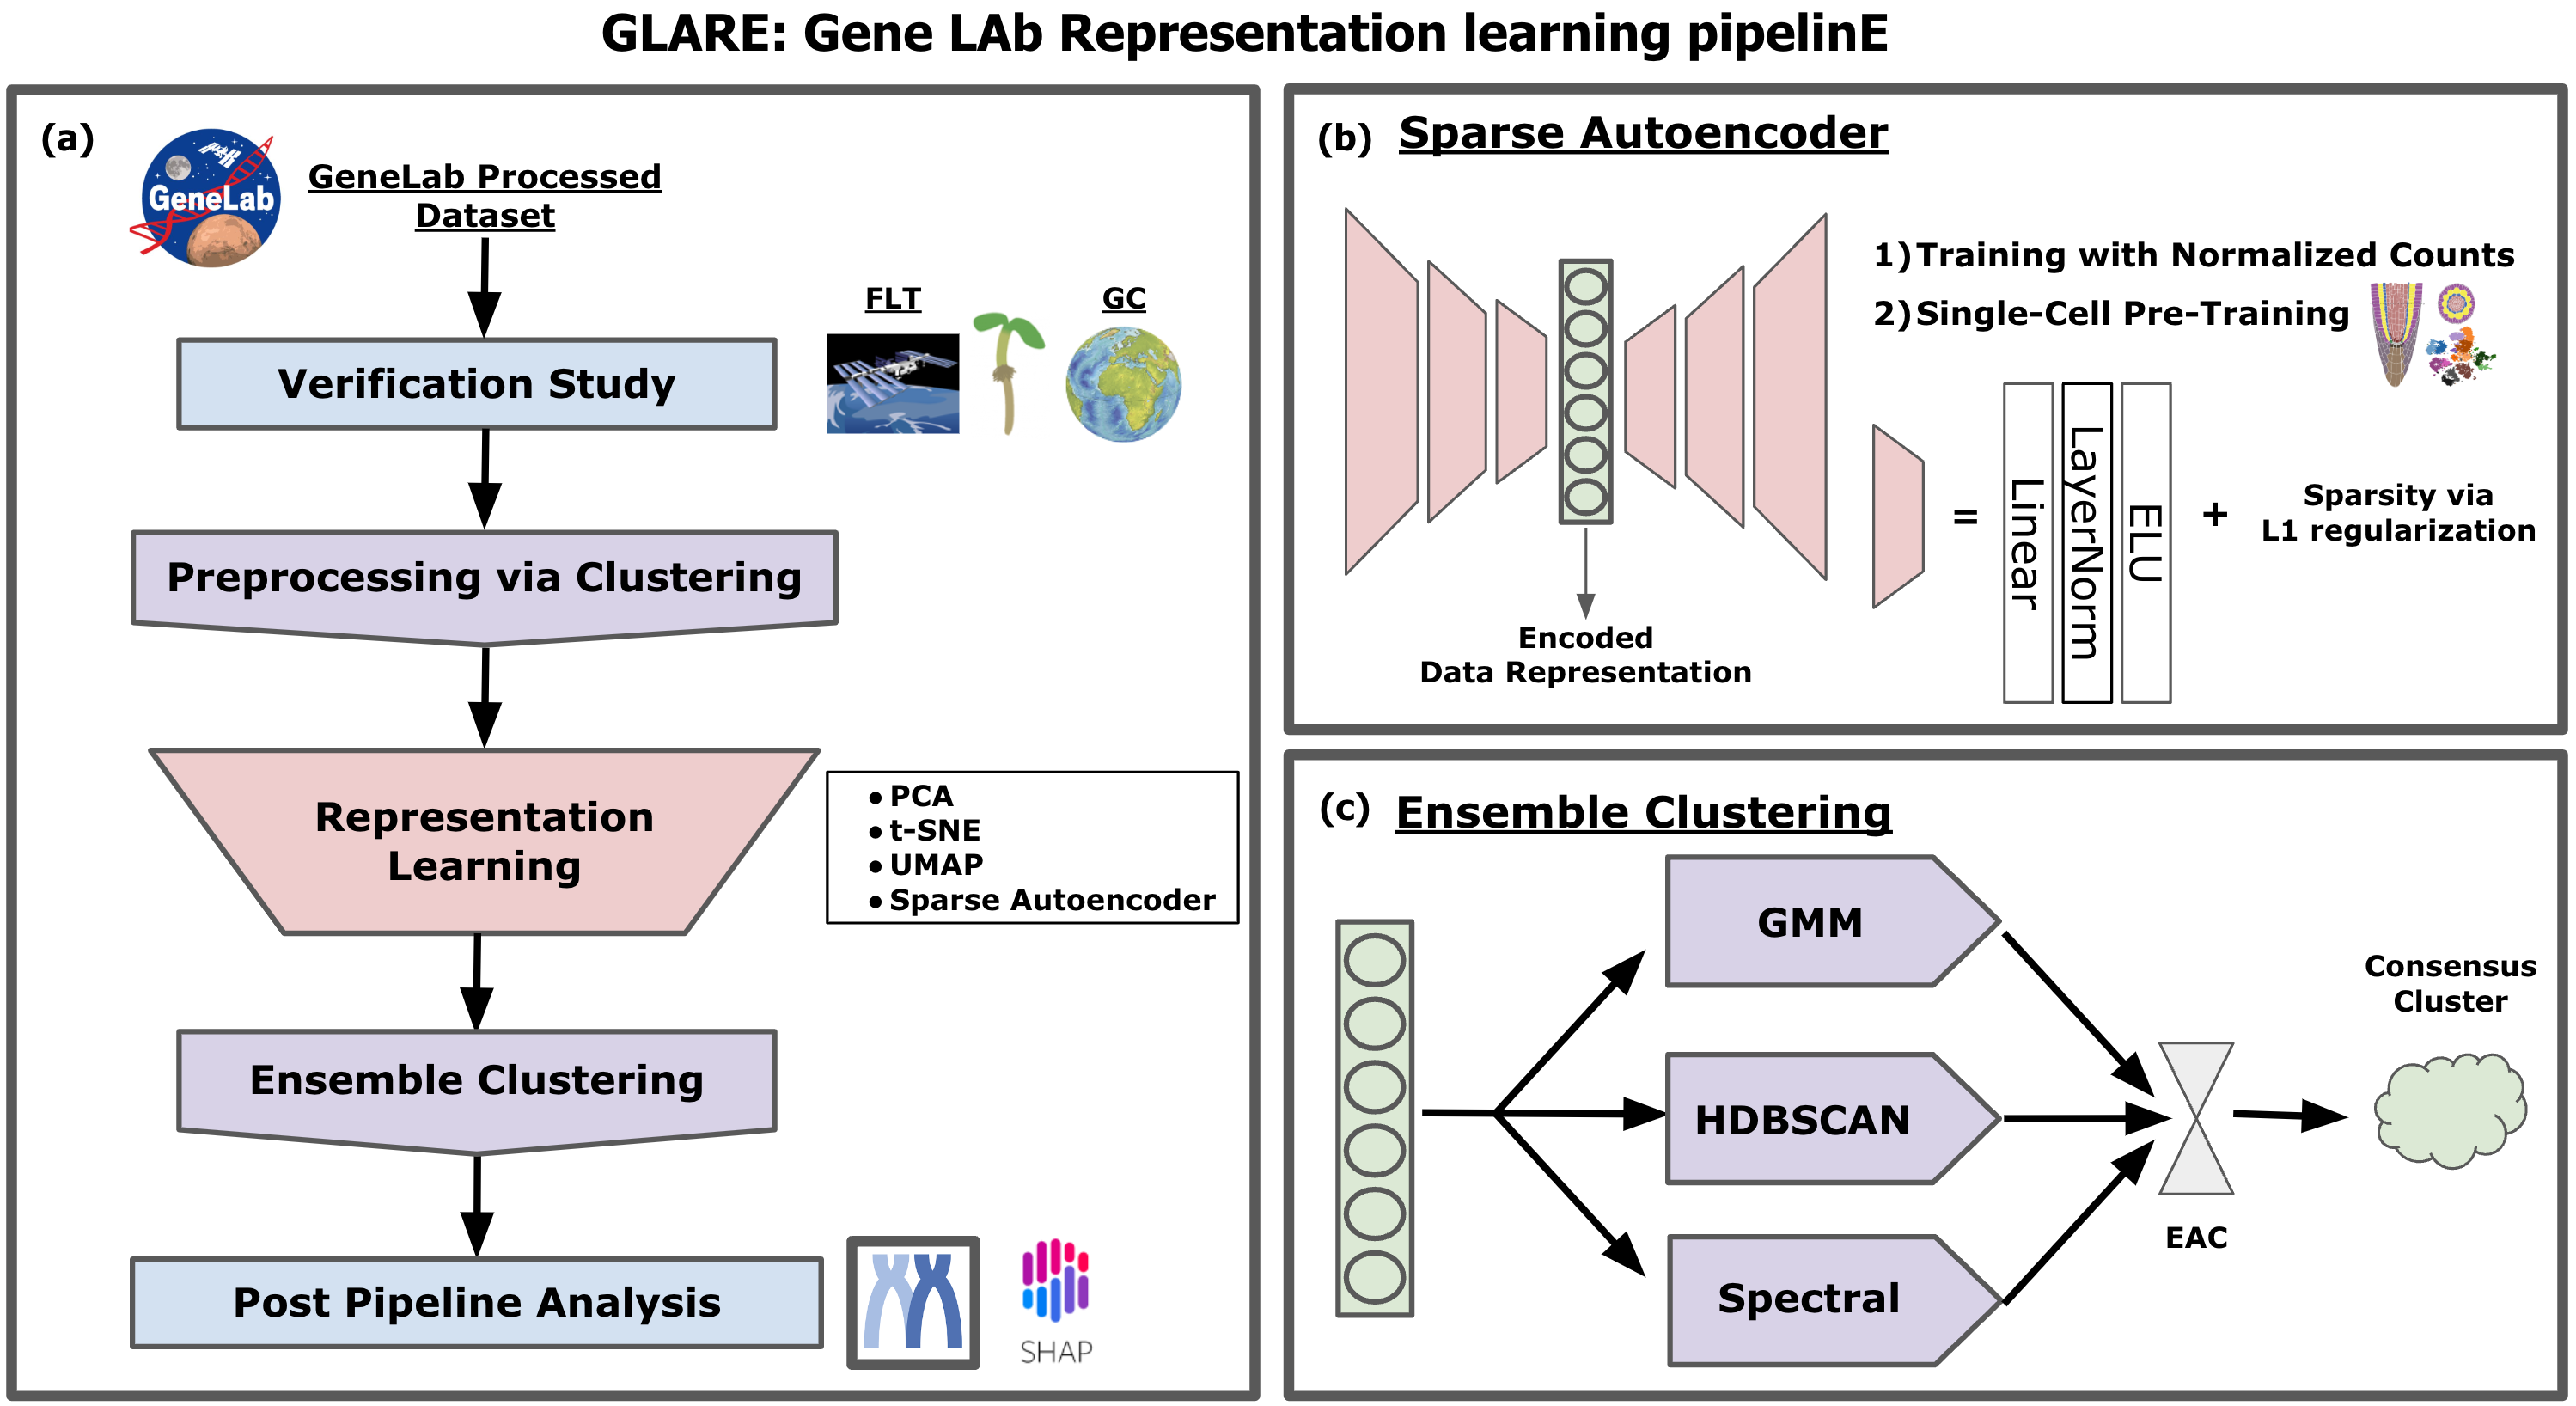 GLARE: Gene LAb Representation learning pipelinE
(a)
GeneLab
GeneLab Processed
Dataset
FLT
GC
Verification Study
Preprocessing via Clustering
Representation
Learning
● PCA
● t-SNE
● UMAP
● Sparse Autoencoder
Ensemble Clustering
Post Pipeline Analysis
SHAP
(b) Sparse Autoencoder
1) Training with Normalized Counts
2) Single-Cell Pre-Training
Encoded
Data Representation
=
Linear
LayerNorm
ELU
+
Sparsity via
L1 regularization
(c) Ensemble Clustering
GMM
HDBSCAN
Spectral
EAC
Consensus
Cluster